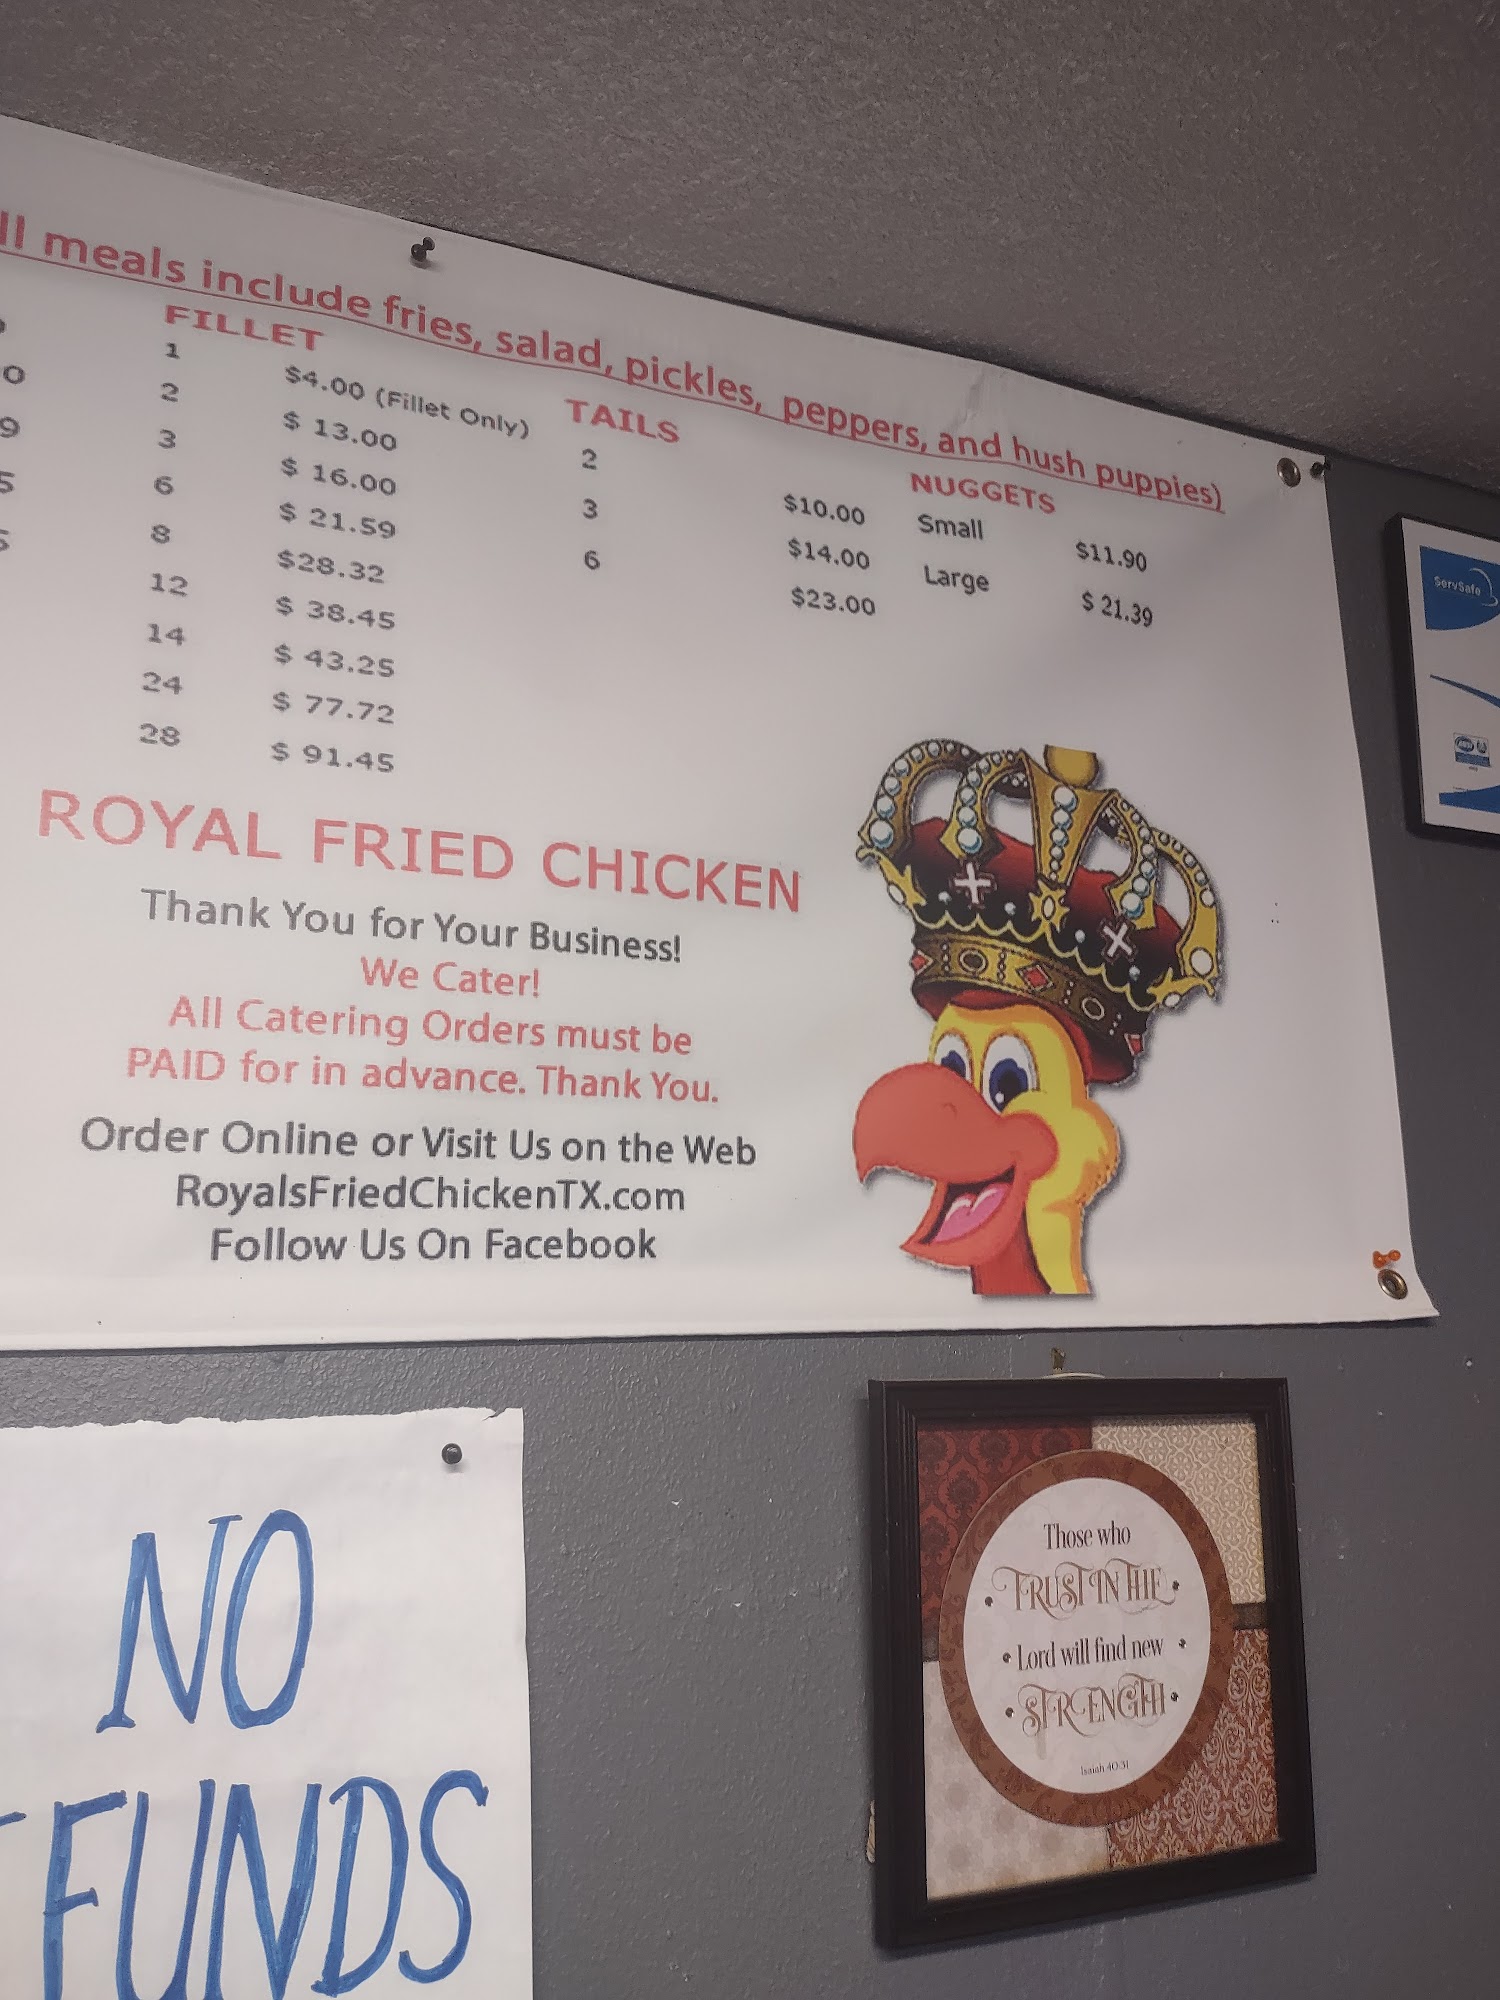 ll meals include fries, salad, pickles, peppers, and hush puppies)
FILLET
1 $4.00 (Fillet Only)
2 $ 13.00
3 $ 16.00
6 $ 21.59
8 $28.32
12 $ 38.45
14 $ 43.25
24 $ 77.72
28 $ 91.45
TAILS
2 $10.00
3 $14.00
6 $23.00
NUGGETS
Small $11.90
Large $ 21.39
ROYAL FRIED CHICKEN
Thank You for Your Business!
We Cater!
All Catering Orders must be
PAID for in advance. Thank You.
Order Online or Visit Us on the Web
RoyalsFriedChickenTX.com
Follow Us On Facebook
ServSafe
NO
FUNDS
Those who
TRUST IN THE
Lord will find new
STRENGTH
Isaiah 40:31